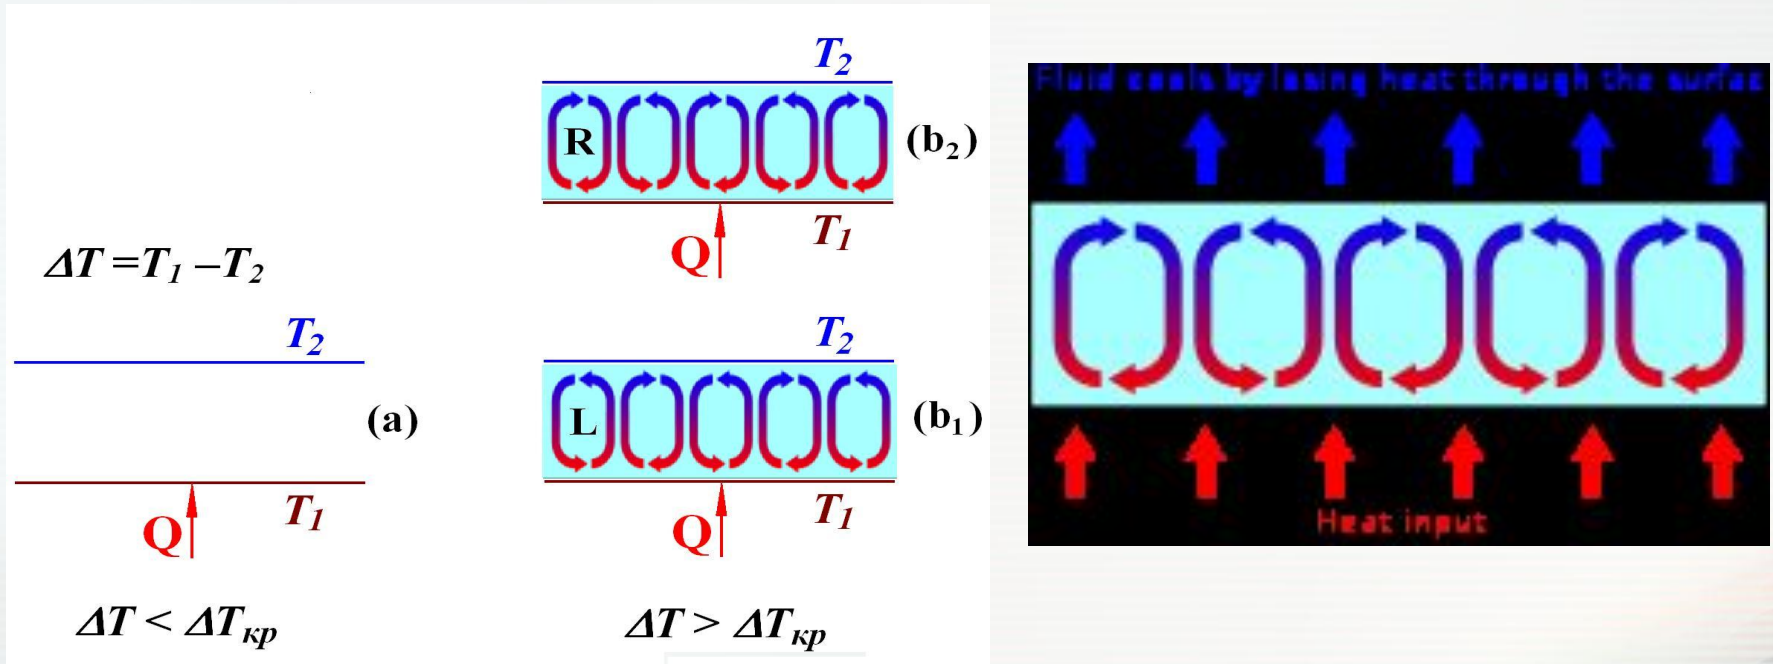 ΔT = T₁ – T₂
T₂
(a)
T₁
Q
ΔT < ΔTкр
T₂
R
(b₂)
T₁
Q
T₂
L
(b₁)
T₁
Q
ΔT > ΔTкр
Fluid cools by losing heat through the surfac
Heat input